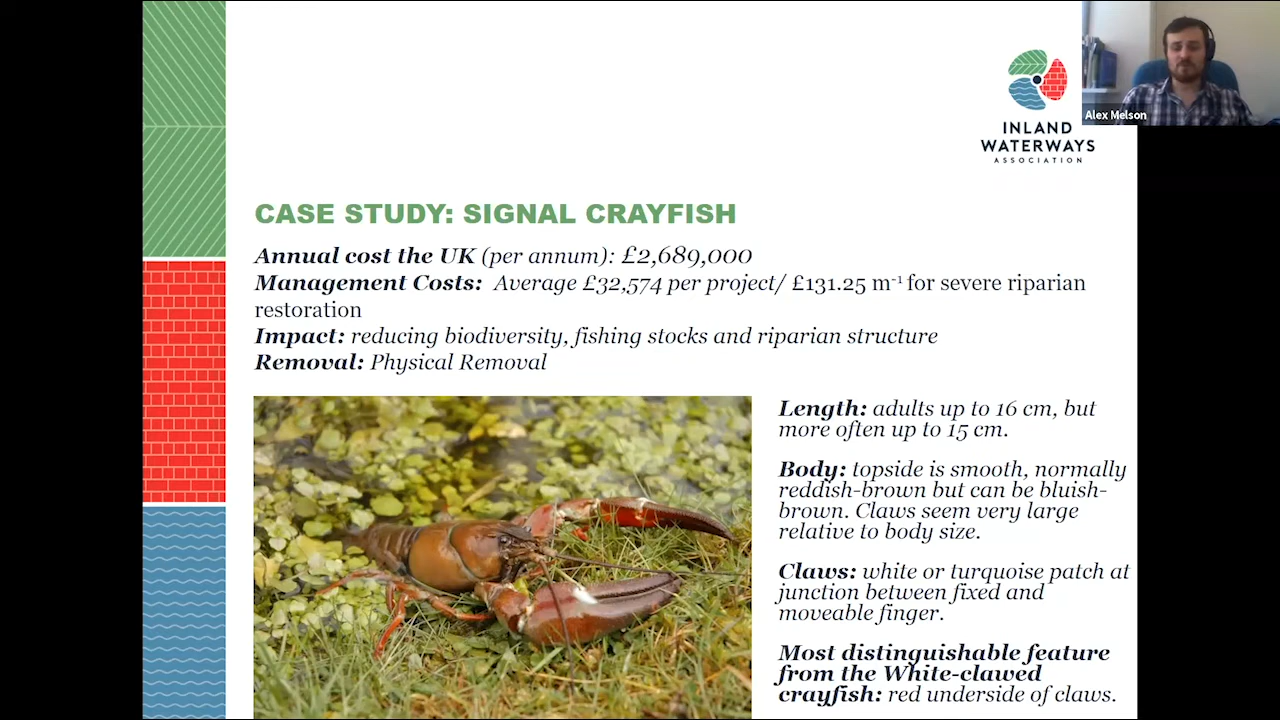 Alex Melson
INLAND
WATERWAYS
ASSOCIATION
CASE STUDY: SIGNAL CRAYFISH
Annual cost the UK (per annum): £2,689,000
Management Costs: Average £32,574 per project/ £131.25 m⁻¹ for severe riparian
restoration
Impact: reducing biodiversity, fishing stocks and riparian structure
Removal: Physical Removal
Length: adults up to 16 cm, but
more often up to 15 cm.
Body: topside is smooth, normally
reddish-brown but can be bluish-
brown. Claws seem very large
relative to body size.
Claws: white or turquoise patch at
junction between fixed and
moveable finger.
Most distinguishable feature
from the White-clawed
crayfish: red underside of claws.